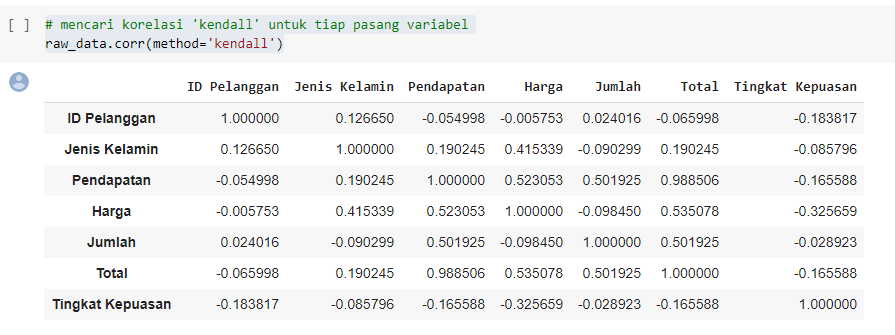 [ ] # mencari korelasi 'kendall' untuk tiap pasang variabel
raw_data.corr(method='kendall')
ID Pelanggan Jenis Kelamin Pendapatan Harga Jumlah Total Tingkat Kepuasan
ID Pelanggan 1.000000 0.126650 -0.054998 -0.005753 0.024016 -0.065998 -0.183817
Jenis Kelamin 0.126650 1.000000 0.190245 0.415339 -0.090299 0.190245 -0.085796
Pendapatan -0.054998 0.190245 1.000000 0.523053 0.501925 0.988506 -0.165588
Harga -0.005753 0.415339 0.523053 1.000000 -0.098450 0.535078 -0.325659
Jumlah 0.024016 -0.090299 0.501925 -0.098450 1.000000 0.501925 -0.028923
Total -0.065998 0.190245 0.988506 0.535078 0.501925 1.000000 -0.165588
Tingkat Kepuasan -0.183817 -0.085796 -0.165588 -0.325659 -0.028923 -0.165588 1.000000